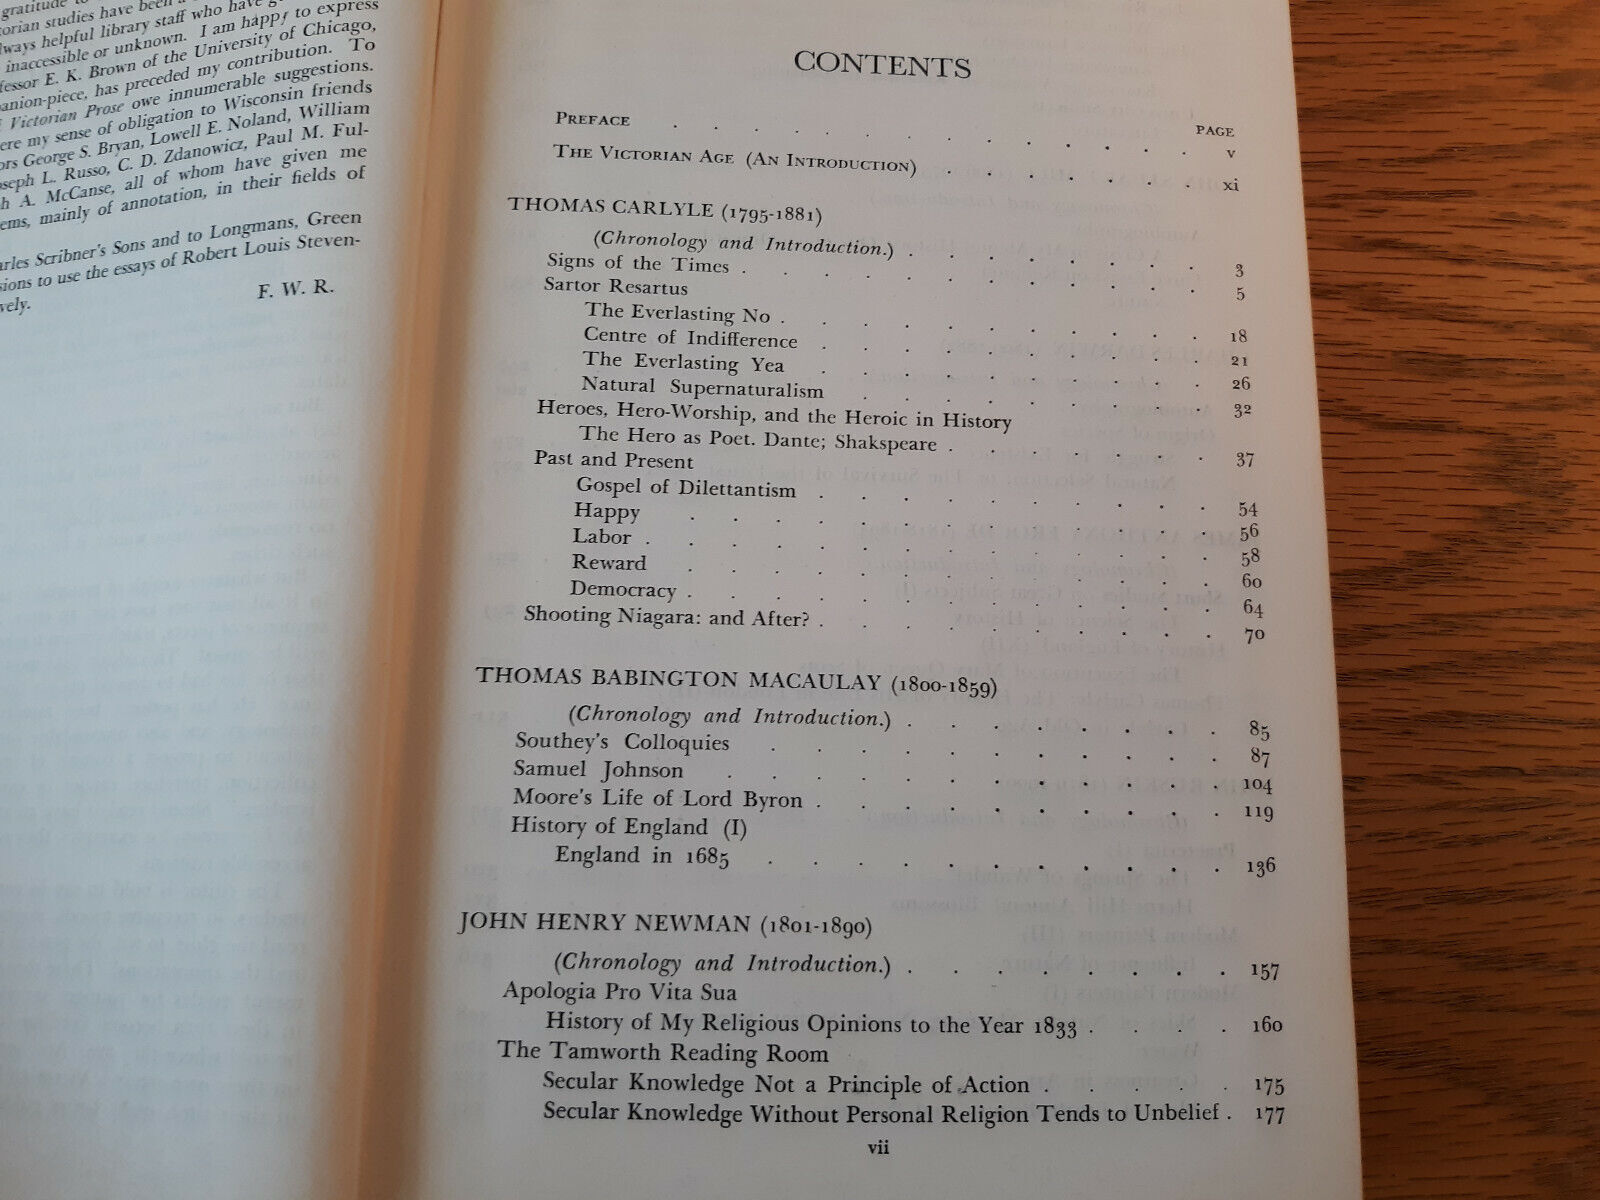 gratitude to
torian studies have been a
always helpful library staff who have
inaccessible or unknown. I am happy to express
fessor E. K. Brown of the University of Chicago,
panion-piece, has preceded my contribution. To
Victorian Prose owe innumerable suggestions.
ere my sense of obligation to Wisconsin friends
ors George S. Bryan, Lowell E. Noland, William
oseph L. Russo, C. D. Zdanowicz, Paul M. Ful-
ph A. McCanse, all of whom have given me
ems, mainly of annotation, in their fields of
arles Scribner's Sons and to Longmans, Green
sions to use the essays of Robert Louis Steven-
vely.
F. W. R.
CONTENTS
PAGE
PREFACE . . . . . . . . . . . . . v
THE VICTORIAN AGE (AN INTRODUCTION) . . . . . . . xi
THOMAS CARLYLE (1795-1881)
(Chronology and Introduction.) . . . . . . . . 3
Signs of the Times . . . . . . . . . . . . 5
Sartor Resartus
The Everlasting No . . . . . . . . . . . 18
Centre of Indifference . . . . . . . . . . 21
The Everlasting Yea . . . . . . . . . . 26
Natural Supernaturalism . . . . . . . . . 32
Heroes, Hero-Worship, and the Heroic in History
The Hero as Poet. Dante; Shakspeare . . . . . . . 37
Past and Present
Gospel of Dilettantism . . . . . . . . . . 54
Happy . . . . . . . . . . . . . 56
Labor . . . . . . . . . . . . . 58
Reward . . . . . . . . . . . . . 60
Democracy . . . . . . . . . . . . . 64
Shooting Niagara: and After? . . . . . . . . . . 70
THOMAS BABINGTON MACAULAY (1800-1859)
(Chronology and Introduction.) . . . . . . . . 85
Southey's Colloquies . . . . . . . . . . . 87
Samuel Johnson . . . . . . . . . . . . 104
Moore's Life of Lord Byron . . . . . . . . . . 119
History of England (I)
England in 1685 . . . . . . . . . . . 136
JOHN HENRY NEWMAN (1801-1890)
(Chronology and Introduction.) . . . . . . . . 157
Apologia Pro Vita Sua
History of My Religious Opinions to the Year 1833 . . . . 160
The Tamworth Reading Room
Secular Knowledge Not a Principle of Action . . . . . 175
Secular Knowledge Without Personal Religion Tends to Unbelief . 177
vii